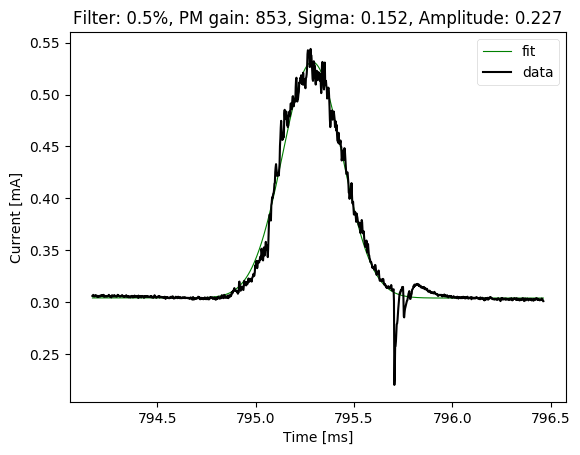 Filter: 0.5%, PM gain: 853, Sigma: 0.152, Amplitude: 0.227
fit
data
0.55
0.50
0.45
0.40
0.35
0.30
0.25
Current [mA]
794.5
795.0
795.5
796.0
796.5
Time [ms]